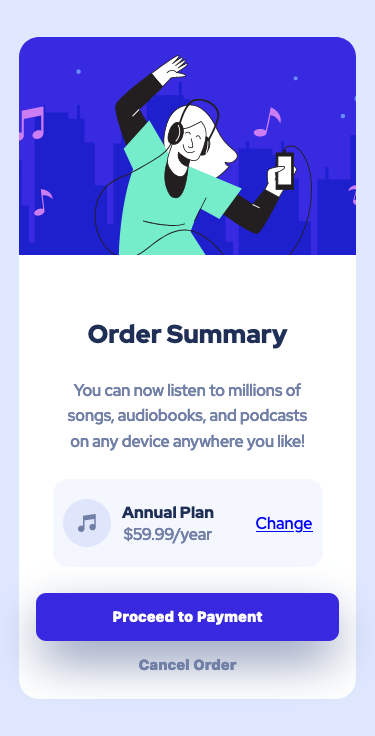 Order Summary
You can now listen to millions of
songs, audiobooks, and podcasts
on any device anywhere you like!
Annual Plan
$59.99/year
Change
Proceed to Payment
Cancel Order